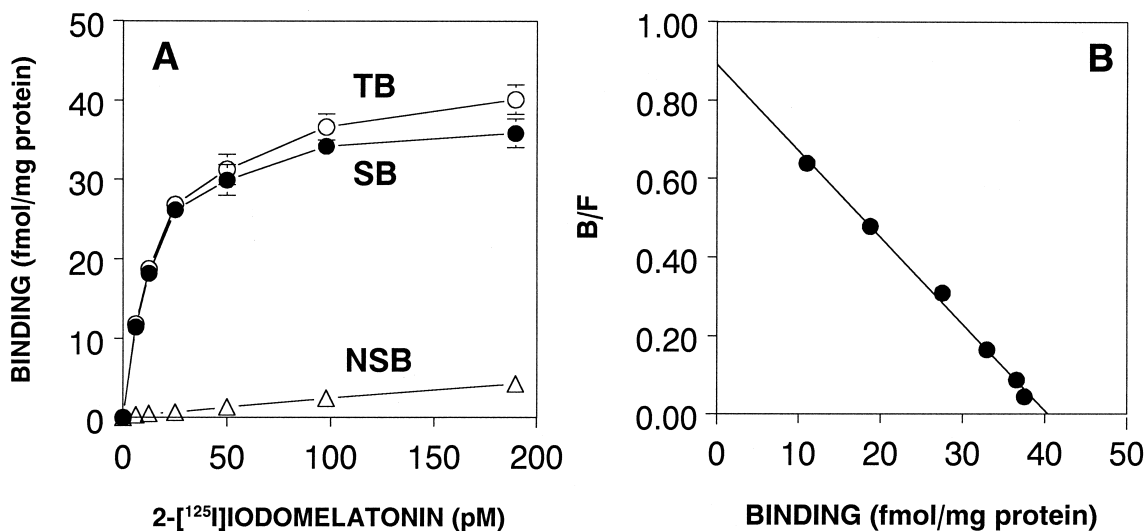 A
TB
SB
NSB
BINDING (fmol/mg protein)
50
40
30
20
10
0
0
50
100
150
200
2-[¹²⁵I]IODOMELATONIN (pM)
B
B/F
1.00
0.80
0.60
0.40
0.20
0.00
0
10
20
30
40
50
BINDING (fmol/mg protein)